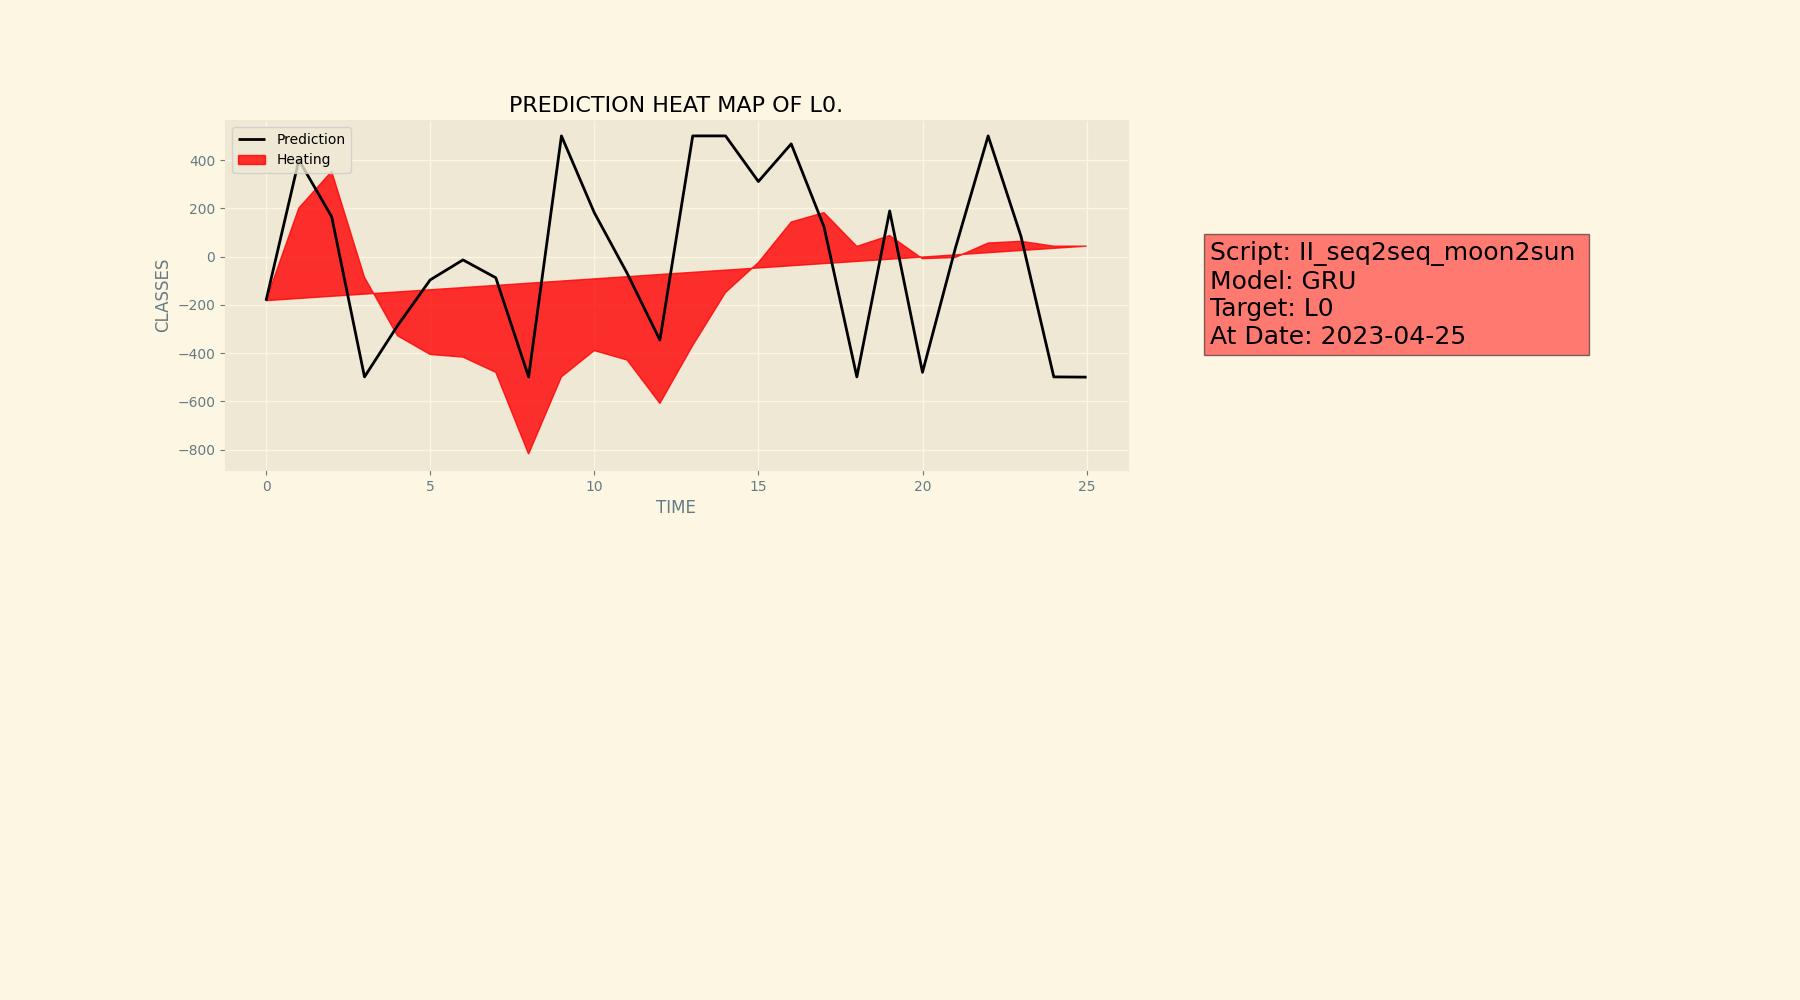 PREDICTION HEAT MAP OF L0.
Prediction
Heating
400
200
0
−200
−400
−600
−800
CLASSES
0 5 10 15 20 25
TIME
Script: II_seq2seq_moon2sun
Model: GRU
Target: L0
At Date: 2023-04-25